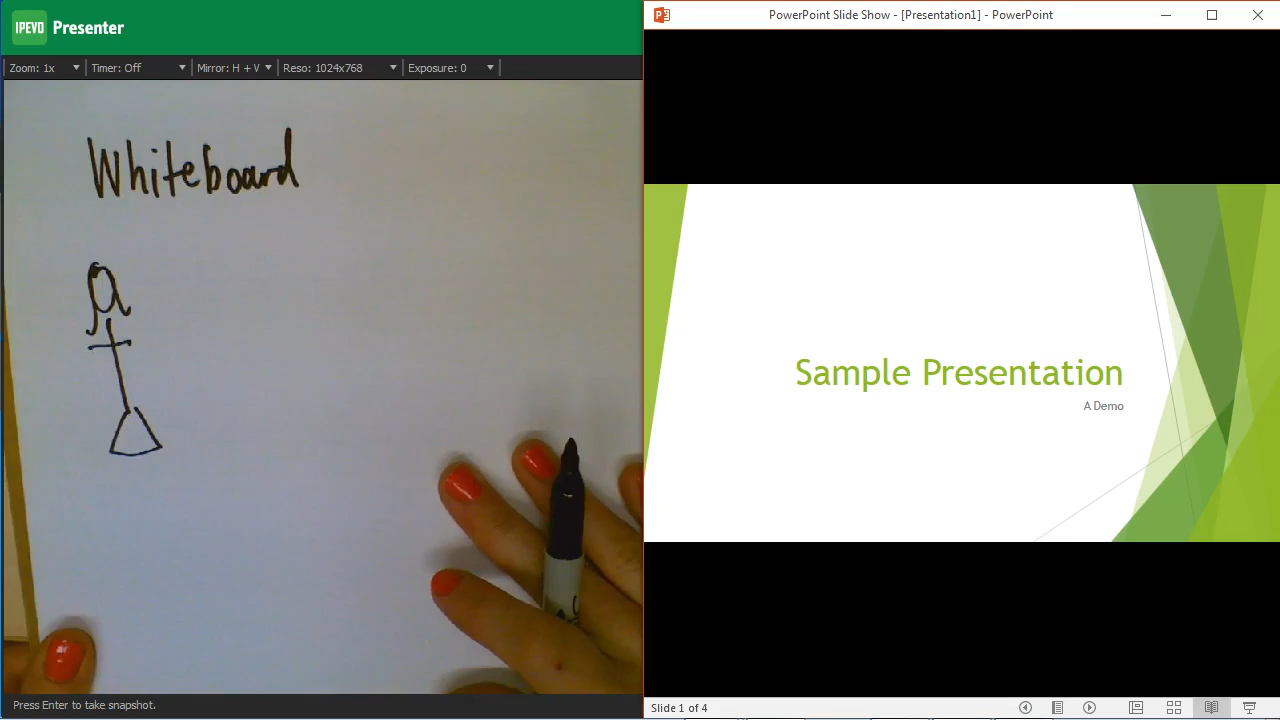 IPEVO Presenter
Zoom: 1x Timer: Off Mirror: H + V Reso: 1024x768 Exposure: 0
Whiteboard
Press Enter to take snapshot.
PowerPoint Slide Show - [Presentation1] - PowerPoint
Sample Presentation
A Demo
Slide 1 of 4